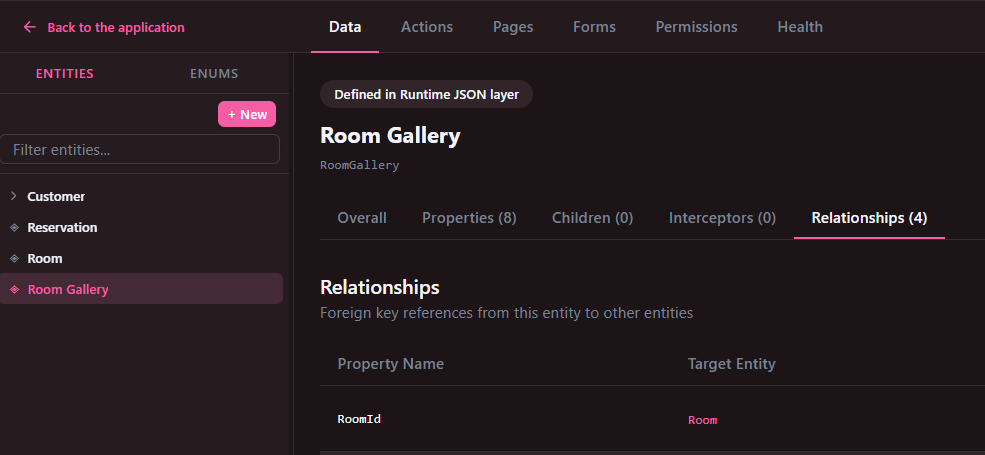 Back to the application
Data
Actions
Pages
Forms
Permissions
Health
ENTITIES
ENUMS
+ New
Filter entities...
Customer
Reservation
Room
Room Gallery
Defined in Runtime JSON layer
Room Gallery
RoomGallery
Overall
Properties (8)
Children (0)
Interceptors (0)
Relationships (4)
Relationships
Foreign key references from this entity to other entities
Property Name
Target Entity
RoomId
Room